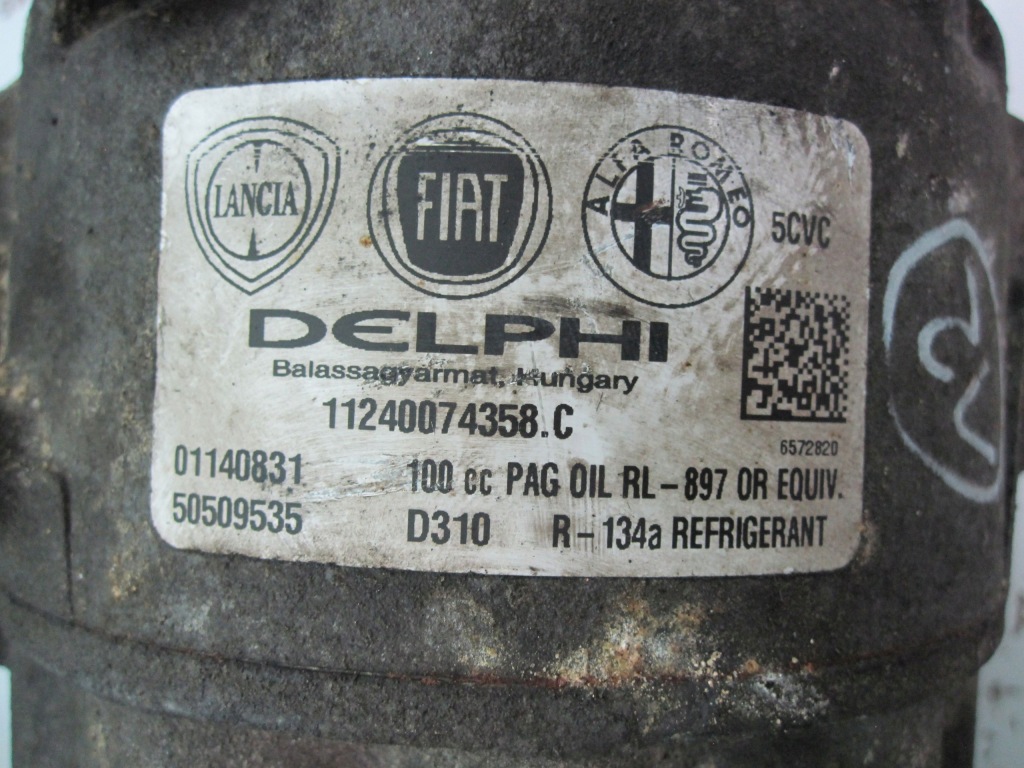 LANCIA
FIAT
ALFA ROMEO
5CVC
DELPHI
Balassagyarmat, Hungary
11240074358.C
6572820
01140831
100 cc PAG OIL RL-897 OR EQUIV.
50509535
D310
R-134a REFRIGERANT